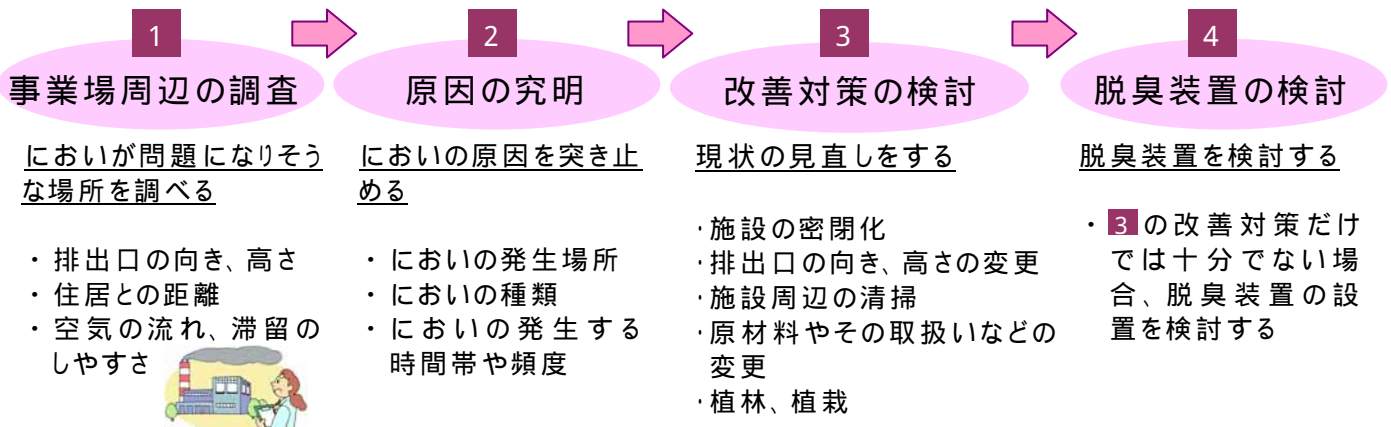 1
事業場周辺の調査
においが問題になりそう
な場所を調べる
・排出口の向き、高さ
・住居との距離
・空気の流れ、滞留の
しやすさ
2
原因の究明
においの原因を突き止
める
・においの発生場所
・においの種類
・においの発生する
時間帯や頻度
3
改善対策の検討
現状の見直しをする
・施設の密閉化
・排出口の向き、高さの変更
・施設周辺の清掃
・原材料やその取扱いなどの
変更
・植林、植栽
4
脱臭装置の検討
脱臭装置を検討する
・3の改善対策だけ
では十分でない場
合、脱臭装置の設
置を検討する